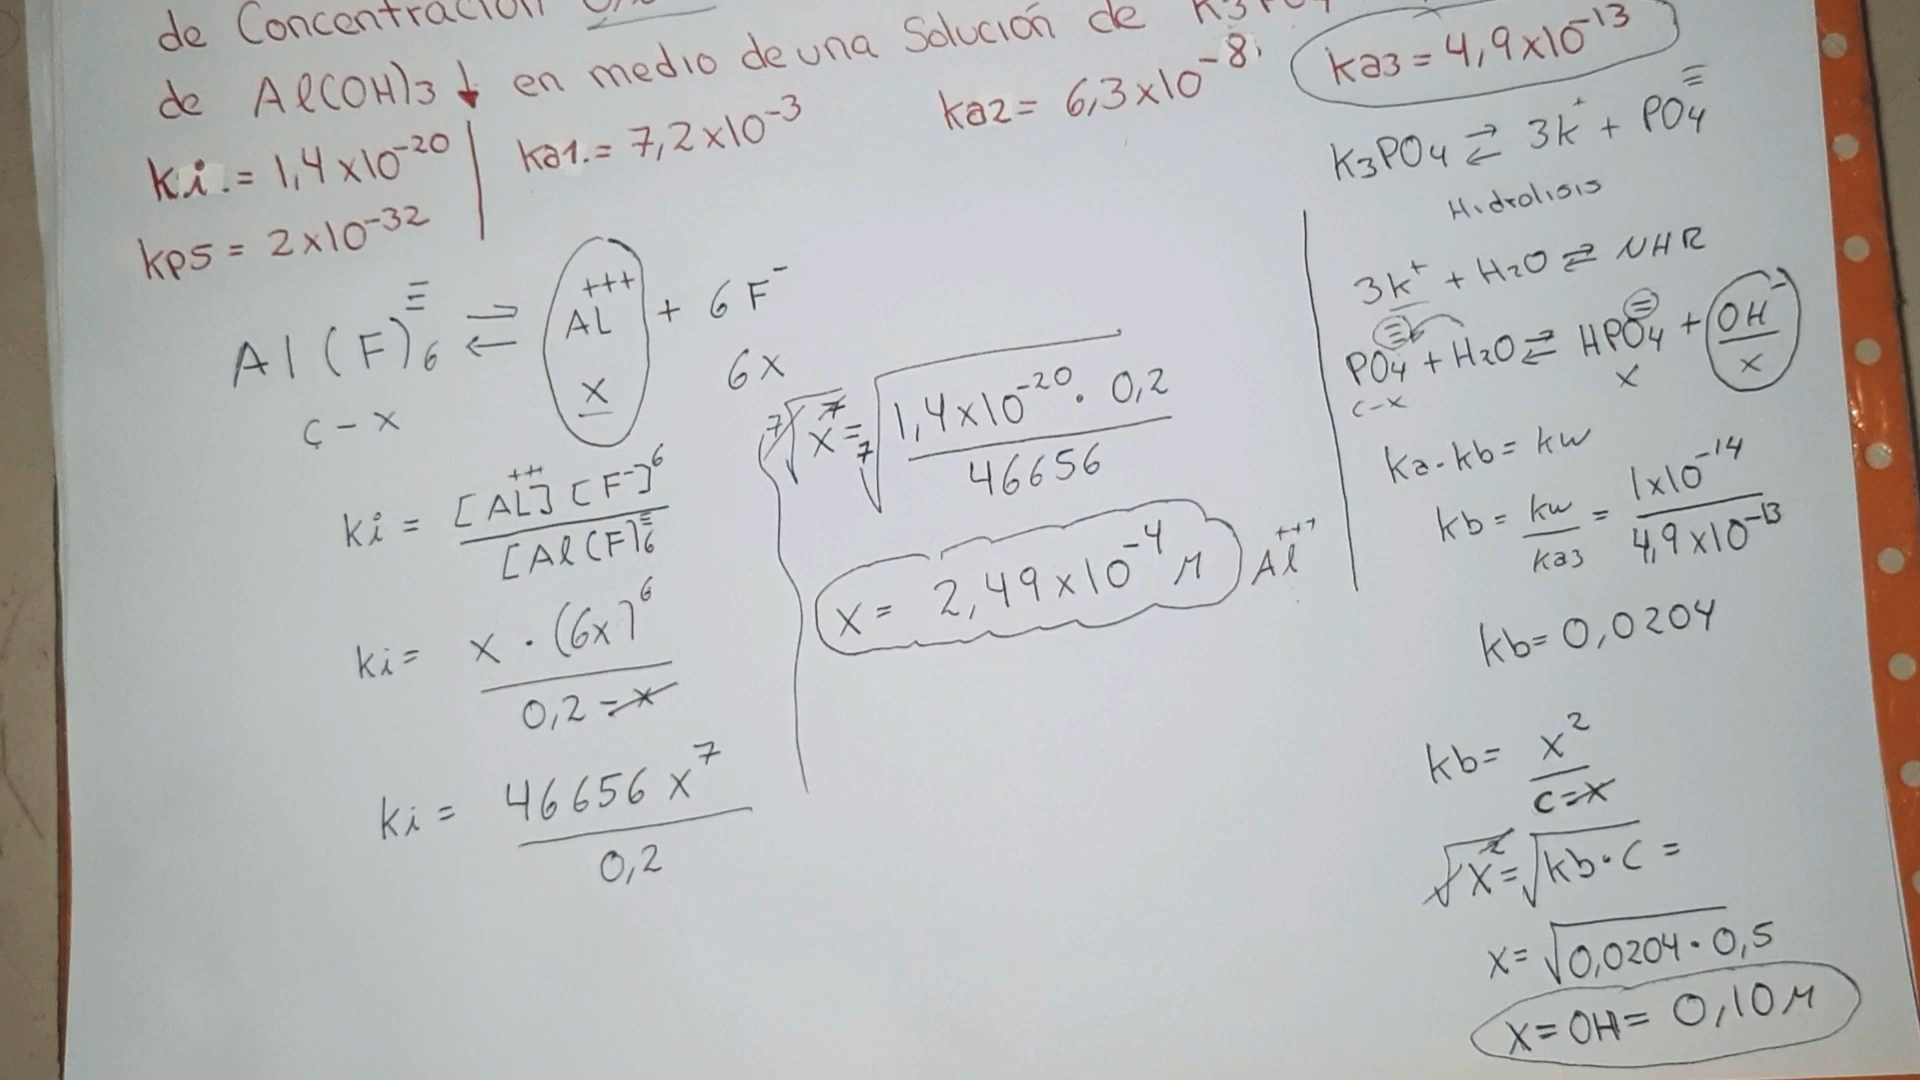 de Concentración
de Al(OH)3 ↓ en medio de una Solución de K3PO4
ki.= 1,4x10-20
ka1.= 7,2x10-3
ka2= 6,3x10-8
ka3= 4,9x10-13
kps = 2x10-32
Al(F)6≡ ⇄ AL+++ + 6F-
c-x
x
6x
ki = [AL+++] [F-]6
[Al(F)6≡
ki= x . (6x)6
0,2-x
ki = 46656 x7
0,2
7√x7 = 7√1,4x10-20 . 0,2
46656
x= 2,49x10-4 M Al+++
K3PO4 ⇄ 3k+ + PO4≡
Hidrolisis
3k+ + H2O ⇄ NHR
PO4≡ + H2O ⇄ HPO4= + OH-
c-x
x
x
ka.kb = kw
kb = kw = 1x10-14
ka3 4,9x10-13
kb=0,0204
kb= x2
c-x
√x2=√kb.C =
x= √0,0204.0,5
x=OH= 0,10M